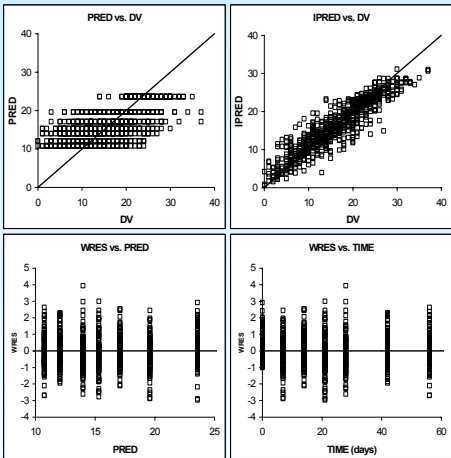 PRED vs. DV
40
30
20
10
0
PRED
0 10 20 30 40
DV
IPRED vs. DV
40
30
20
10
0
IPRED
0 10 20 30 40
DV
WRES vs. PRED
5
4
3
2
1
0
-1
-2
-3
-4
WRES
10 15 20 25
PRED
WRES vs. TIME
5
4
3
2
1
0
-1
-2
-3
-4
WRES
0 20 40 60
TIME (days)